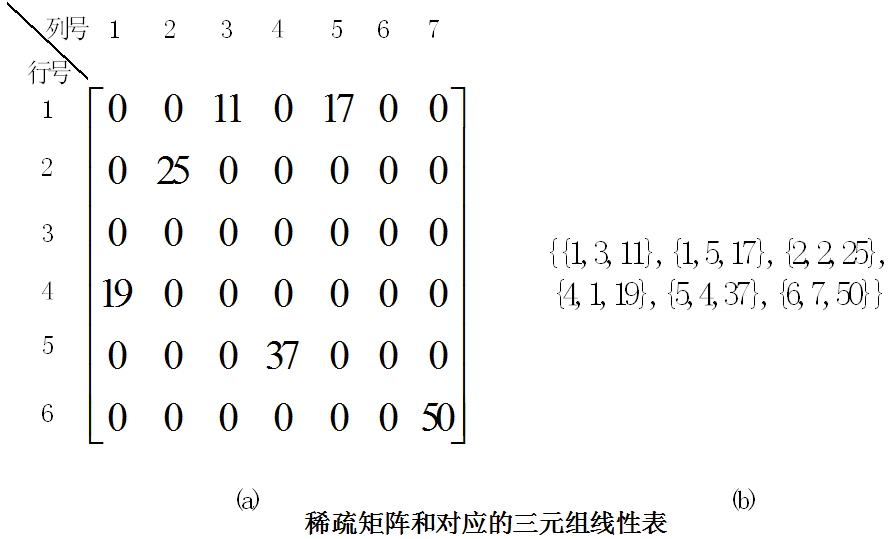 列号 1 2 3 4 5 6 7
行号
1 0 0 11 0 17 0 0
2 0 25 0 0 0 0 0
3 0 0 0 0 0 0 0
4 19 0 0 0 0 0 0
5 0 0 0 37 0 0 0
6 0 0 0 0 0 0 50
{{1, 3, 11}, {1, 5, 17}, {2, 2, 25},
{4, 1, 19}, {5, 4, 37}, {6, 7, 50}}
(a)
(b)
稀疏矩阵和对应的三元组线性表